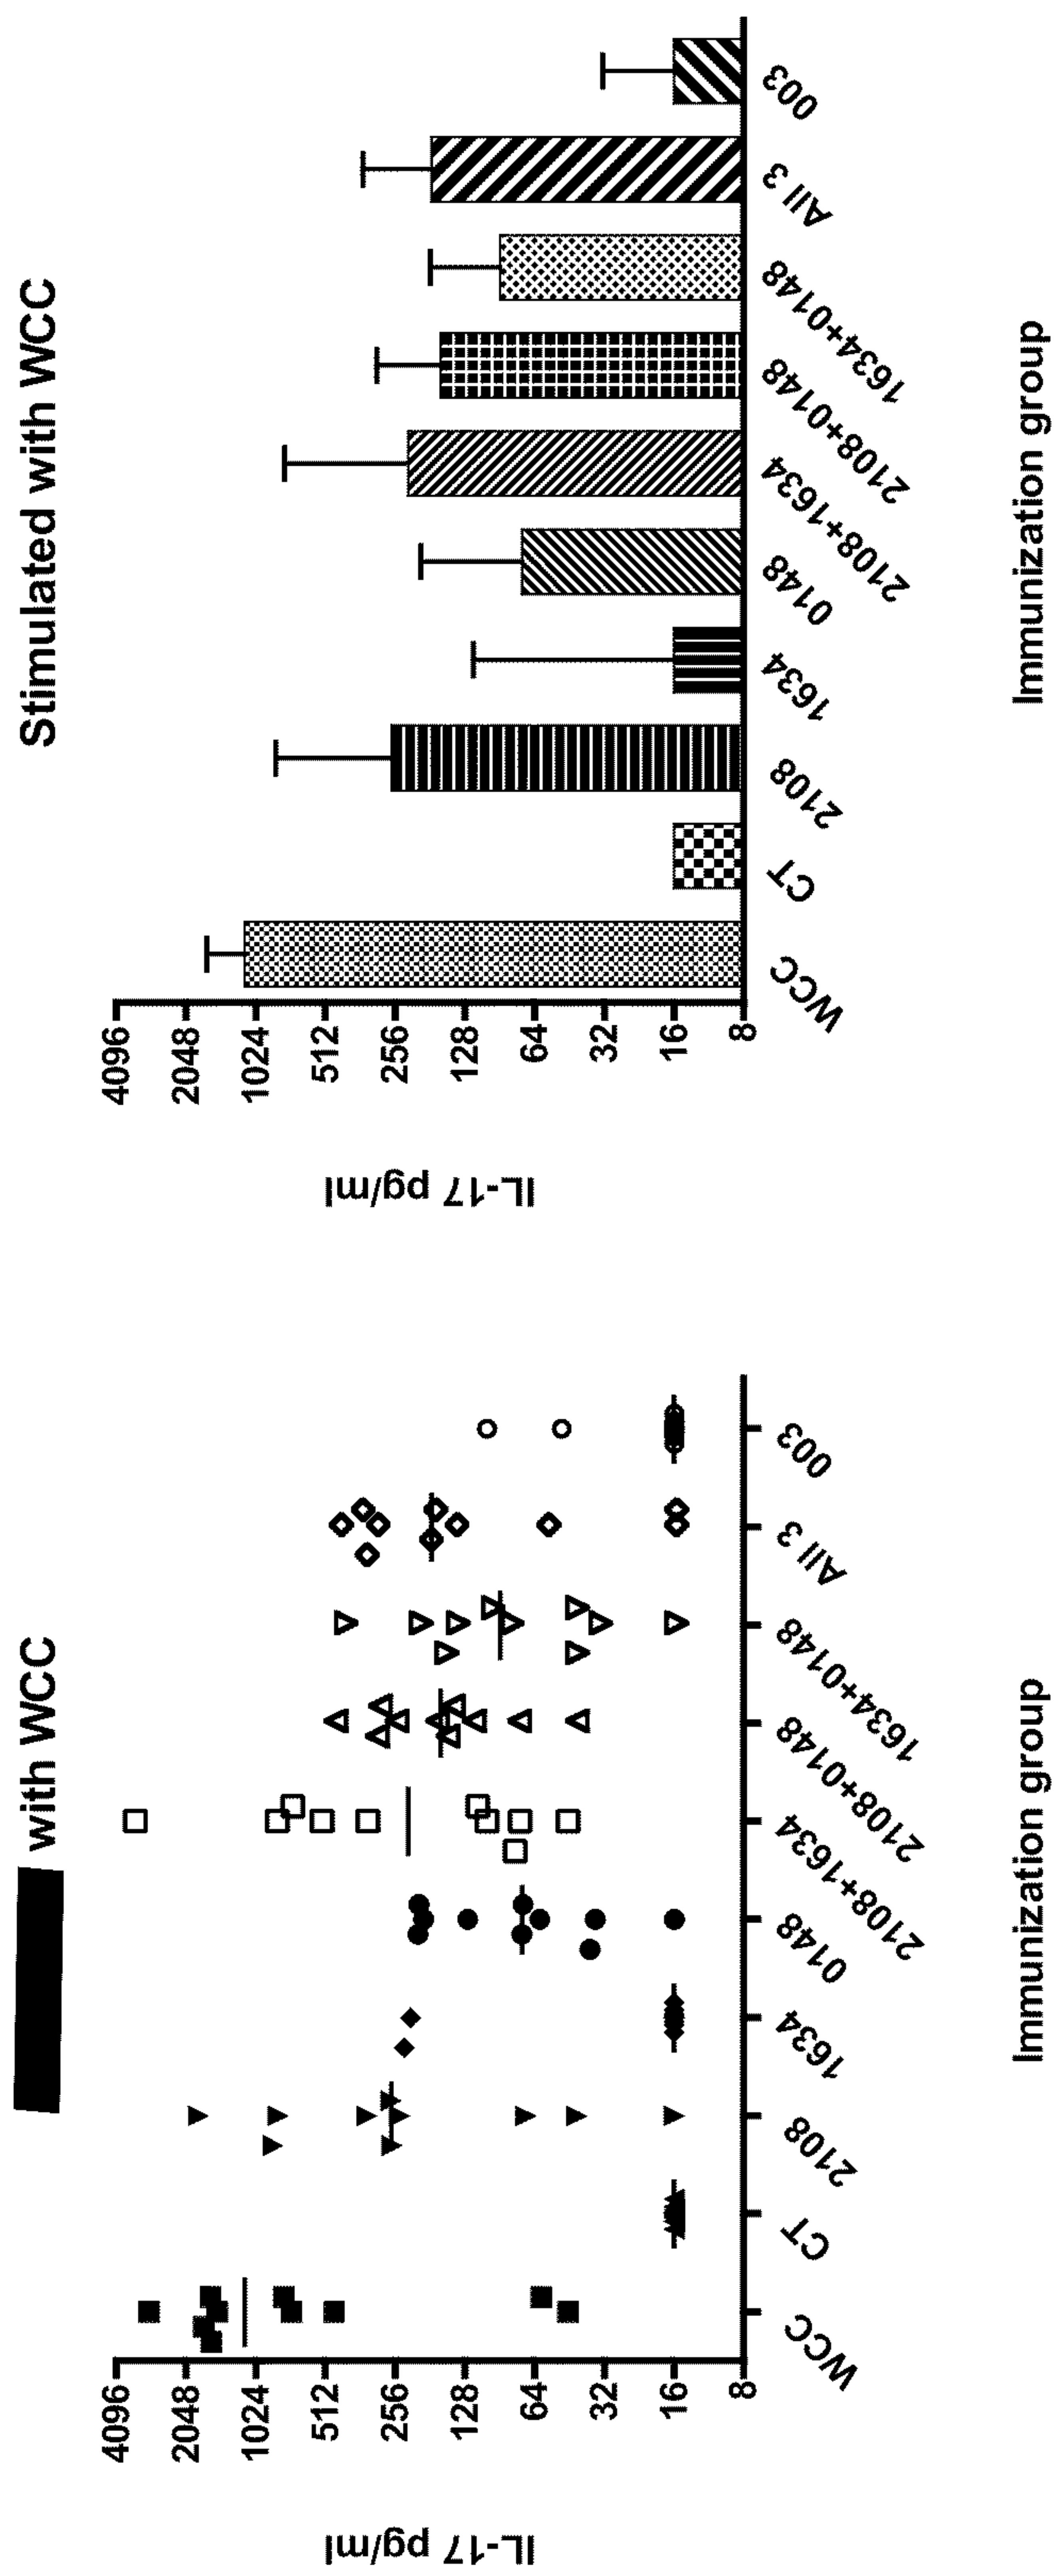 with WCC
IL-17 pg/ml
4096
2048
1024
512
256
128
64
32
16
8
WCC
CT
2108
1634
0148
2108+1634
2108+0148
1634+0148
All 3
003
Immunization group
Stimulated with WCC
IL-17 pg/ml
4096
2048
1024
512
256
128
64
32
16
8
WCC
CT
2108
1634
0148
2108+1634
2108+0148
1634+0148
All 3
003
Immunization group